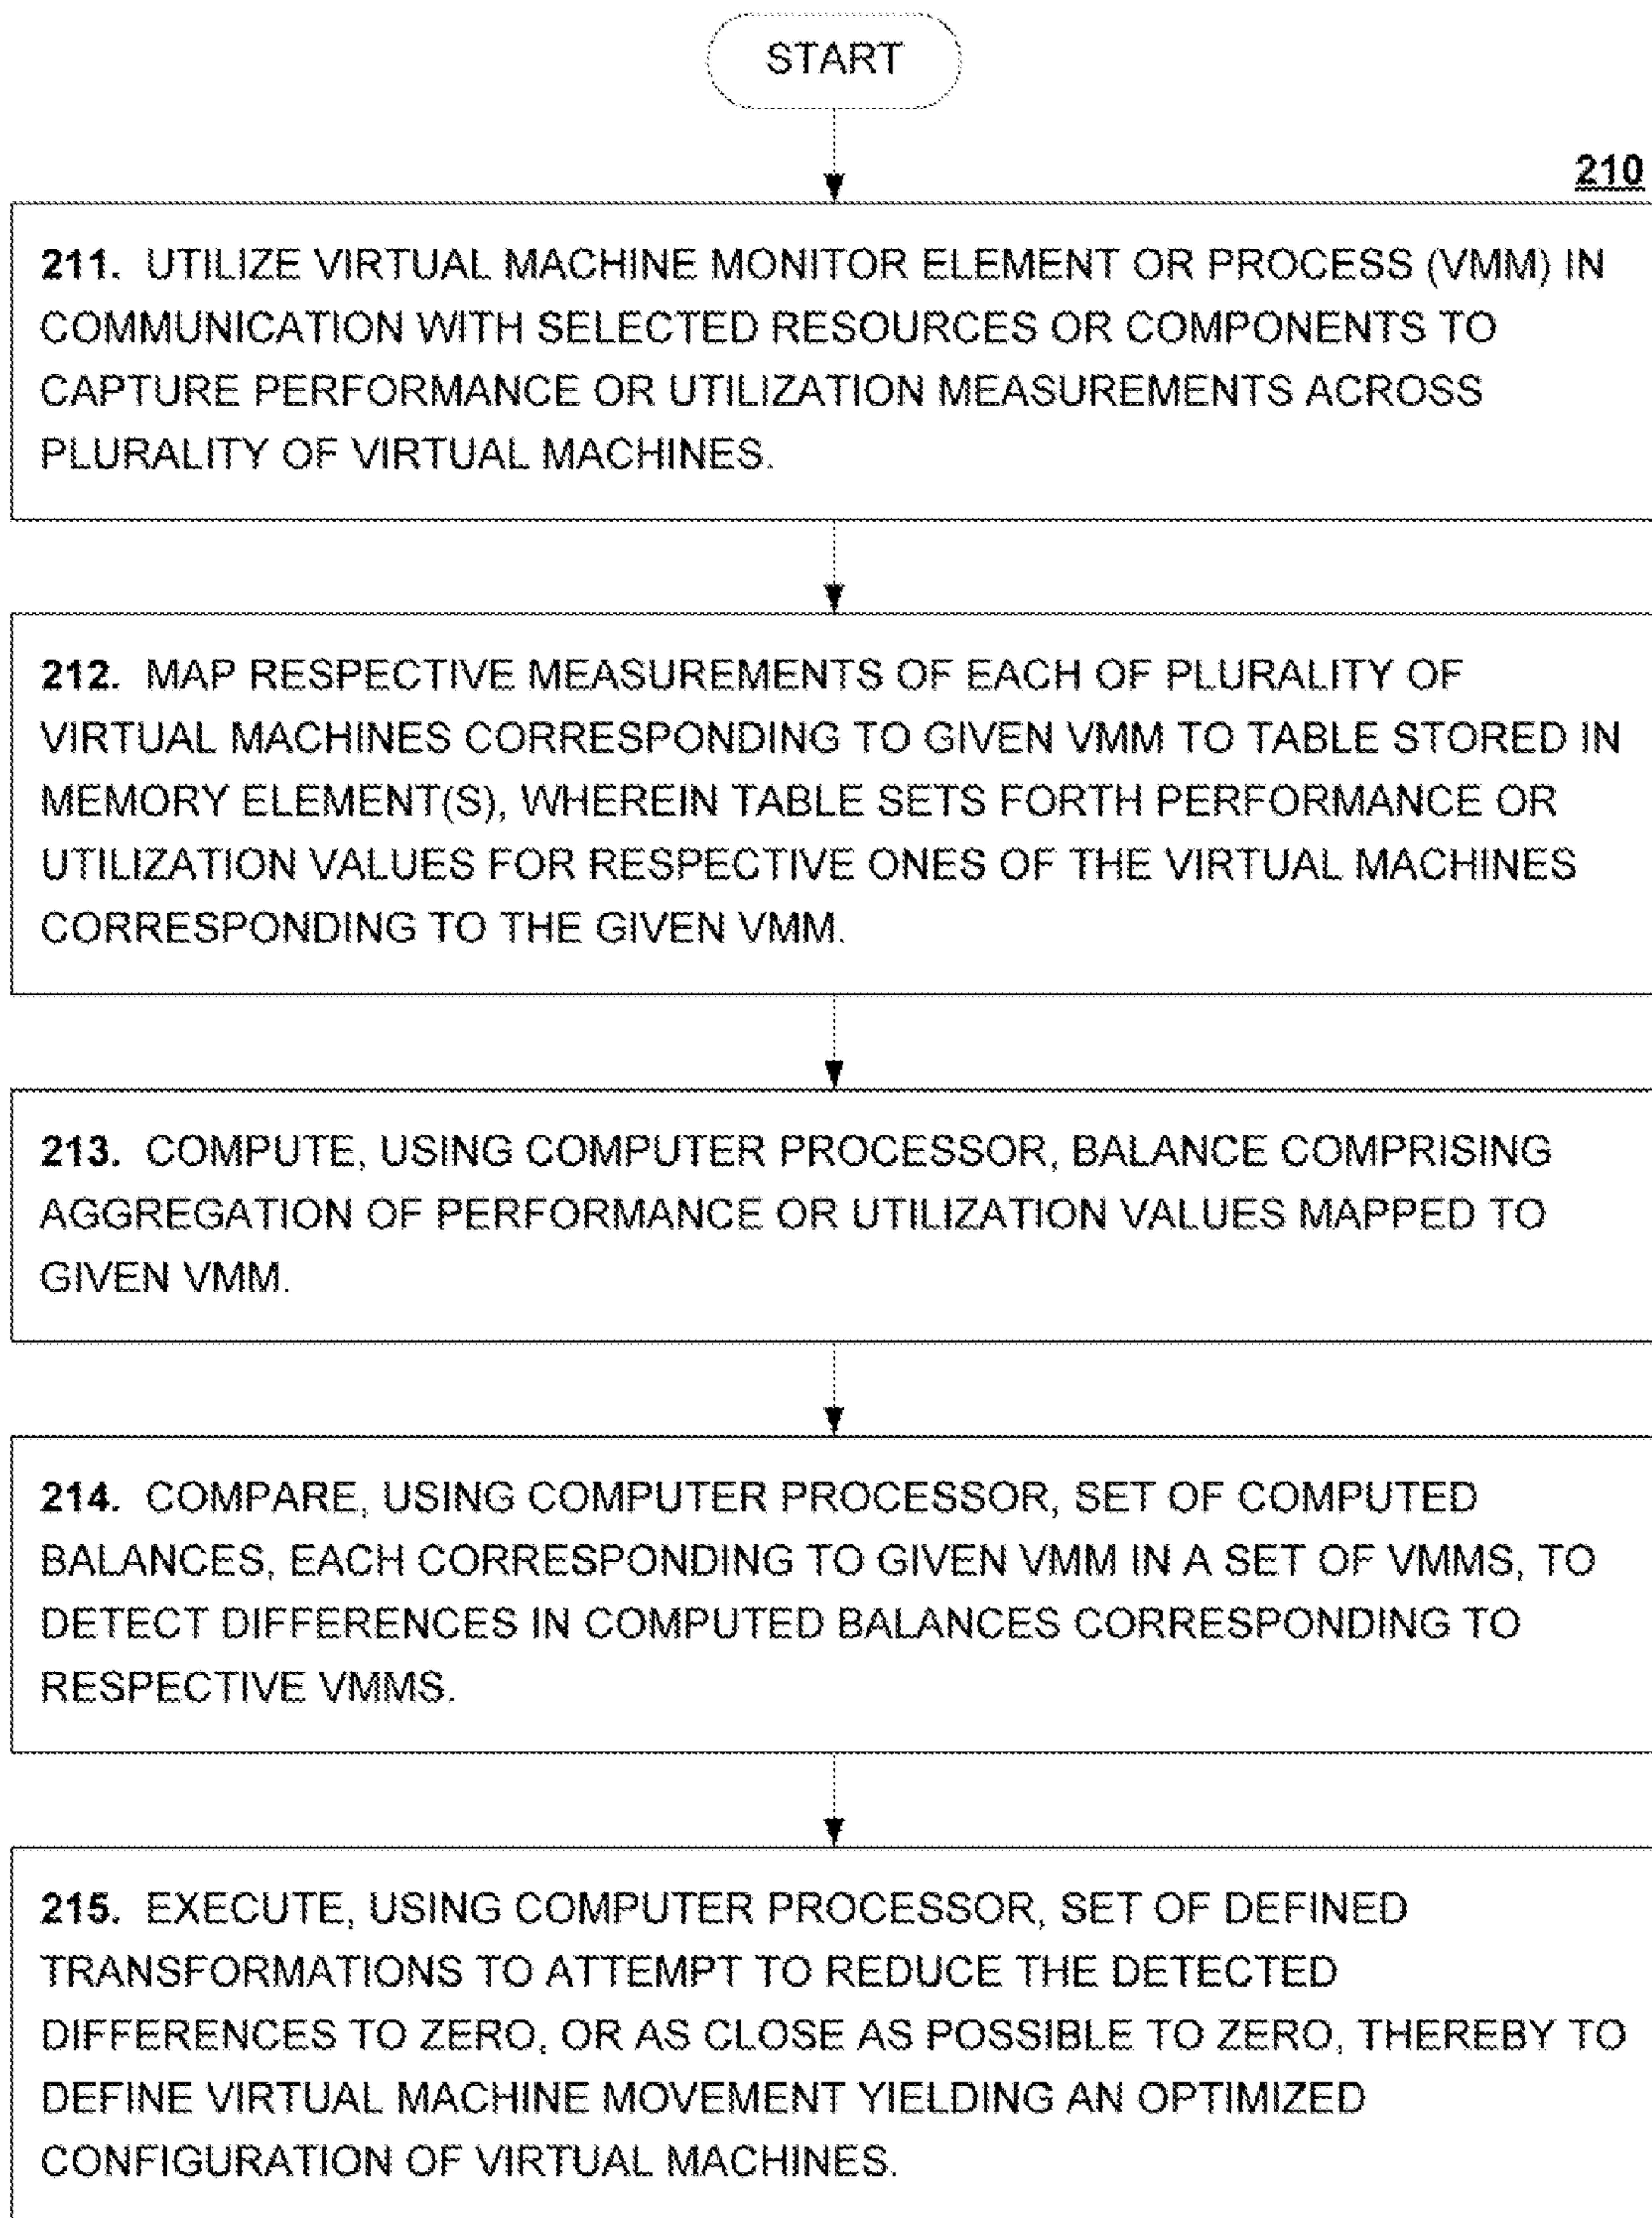 START
210
211. UTILIZE VIRTUAL MACHINE MONITOR ELEMENT OR PROCESS (VMM) IN
COMMUNICATION WITH SELECTED RESOURCES OR COMPONENTS TO
CAPTURE PERFORMANCE OR UTILIZATION MEASUREMENTS ACROSS
PLURALITY OF VIRTUAL MACHINES.
212. MAP RESPECTIVE MEASUREMENTS OF EACH OF PLURALITY OF
VIRTUAL MACHINES CORRESPONDING TO GIVEN VMM TO TABLE STORED IN
MEMORY ELEMENT(S), WHEREIN TABLE SETS FORTH PERFORMANCE OR
UTILIZATION VALUES FOR RESPECTIVE ONES OF THE VIRTUAL MACHINES
CORRESPONDING TO THE GIVEN VMM.
213. COMPUTE, USING COMPUTER PROCESSOR, BALANCE COMPRISING
AGGREGATION OF PERFORMANCE OR UTILIZATION VALUES MAPPED TO
GIVEN VMM.
214. COMPARE, USING COMPUTER PROCESSOR, SET OF COMPUTED
BALANCES, EACH CORRESPONDING TO GIVEN VMM IN A SET OF VMMS, TO
DETECT DIFFERENCES IN COMPUTED BALANCES CORRESPONDING TO
RESPECTIVE VMMS.
215. EXECUTE, USING COMPUTER PROCESSOR, SET OF DEFINED
TRANSFORMATIONS TO ATTEMPT TO REDUCE THE DETECTED
DIFFERENCES TO ZERO, OR AS CLOSE AS POSSIBLE TO ZERO, THEREBY TO
DEFINE VIRTUAL MACHINE MOVEMENT YIELDING AN OPTIMIZED
CONFIGURATION OF VIRTUAL MACHINES.